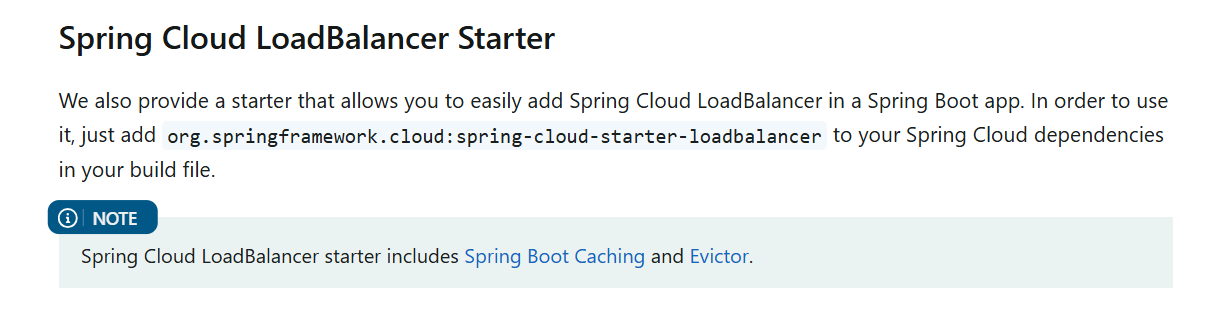 Spring Cloud LoadBalancer Starter
We also provide a starter that allows you to easily add Spring Cloud LoadBalancer in a Spring Boot app. In order to use
it, just add org.springframework.cloud:spring-cloud-starter-loadbalancer to your Spring Cloud dependencies
in your build file.
NOTE
Spring Cloud LoadBalancer starter includes Spring Boot Caching and Evictor.